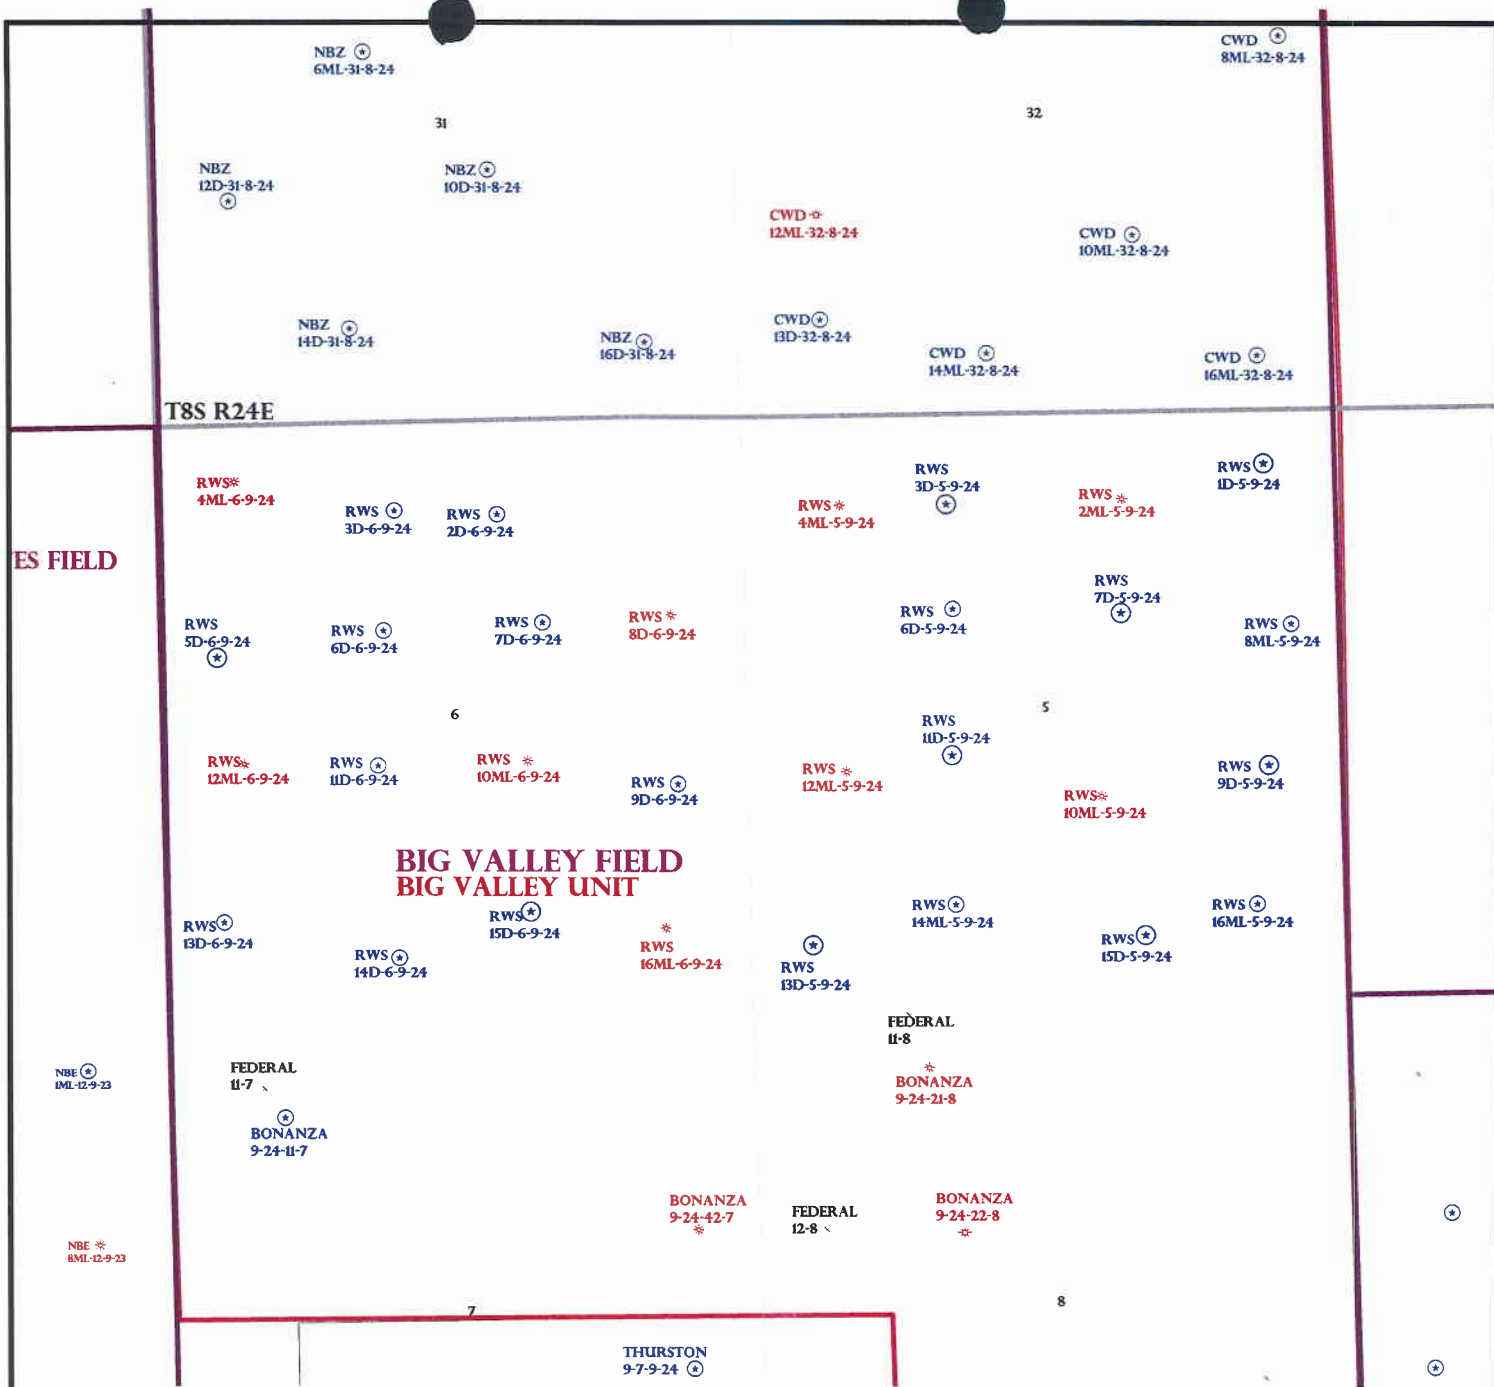 NBZ
6ML-31-8-24
CWD
8ML-32-8-24
31
32
NBZ
12D-31-8-24
NBZ
10D-31-8-24
CWD
12ML-32-8-24
CWD
10ML-32-8-24
NBZ
14D-31-8-24
NBZ
16D-31-8-24
CWD
13D-32-8-24
CWD
14ML-32-8-24
CWD
16ML-32-8-24
T8S R24E
RWS
4ML-6-9-24
RWS
3D-6-9-24
RWS
2D-6-9-24
RWS
4ML-5-9-24
RWS
3D-5-9-24
RWS
2ML-5-9-24
RWS
1D-5-9-24
ES FIELD
RWS
5D-6-9-24
RWS
6D-6-9-24
RWS
7D-6-9-24
RWS
8D-6-9-24
RWS
6D-5-9-24
RWS
7D-5-9-24
RWS
8ML-5-9-24
6
5
RWS
12ML-6-9-24
RWS
11D-6-9-24
RWS
10ML-6-9-24
RWS
9D-6-9-24
RWS
12ML-5-9-24
RWS
11D-5-9-24
RWS
10ML-5-9-24
RWS
9D-5-9-24
BIG VALLEY FIELD
BIG VALLEY UNIT
RWS
13D-6-9-24
RWS
14D-6-9-24
RWS
15D-6-9-24
RWS
16ML-6-9-24
RWS
13D-5-9-24
RWS
14ML-5-9-24
RWS
15D-5-9-24
RWS
16ML-5-9-24
FEDERAL
11-8
NBE
1ML-12-9-23
FEDERAL
11-7
BONANZA
9-24-21-8
BONANZA
9-24-11-7
BONANZA
9-24-42-7
FEDERAL
12-8
BONANZA
9-24-22-8
NBE
8ML-12-9-23
7
8
THURSTON
9-7-9-24